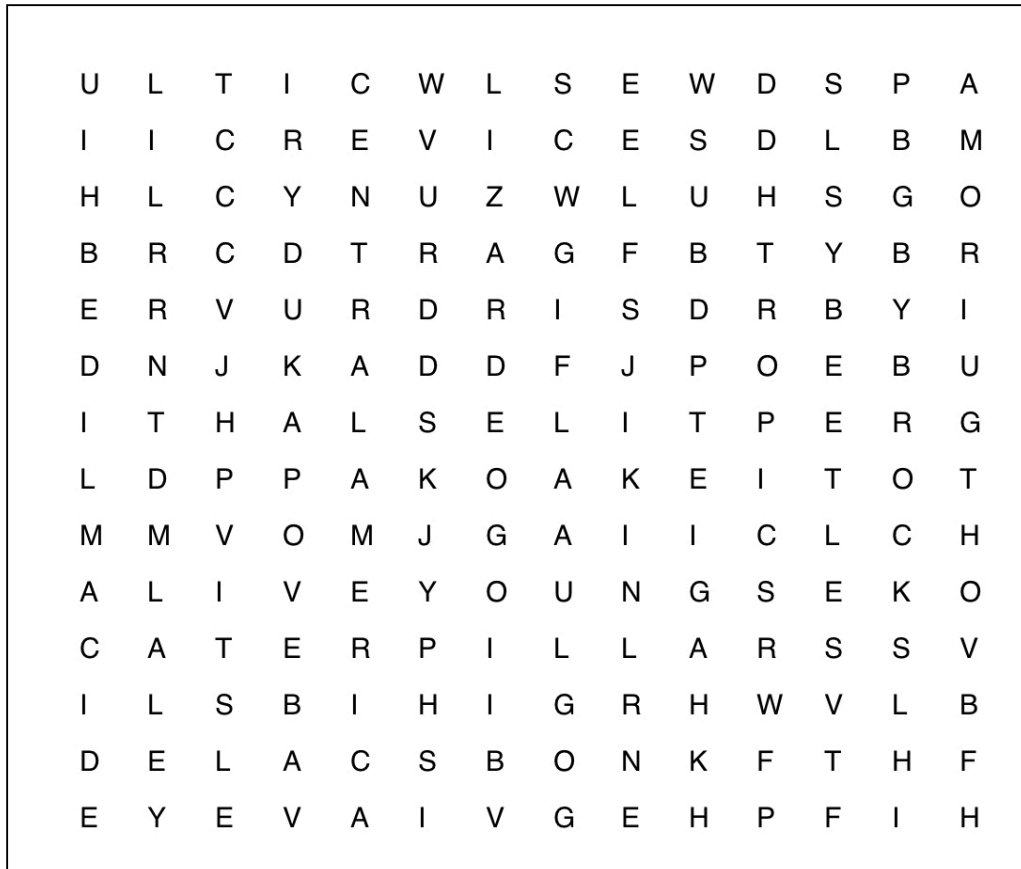 U L T I C W L S E W D S P A
I I C R E V I C E S D L B M
H L C Y N U Z W L U H S G O
B R C D T R A G F B T Y B R
E R V U R D R I S D R B Y I
D N J K A D D F J P O E B U
I T H A L S E L I T P E R G
L D P P A K O A K E I T O T
M M V O M J G A I I C L C H
A L I V E Y O U N G S E K O
C A T E R P I L L A R S S V
I L S B I H I G R H W V L B
D E L A C S B O N K F T H F
E Y E V A I V G E H P F I H